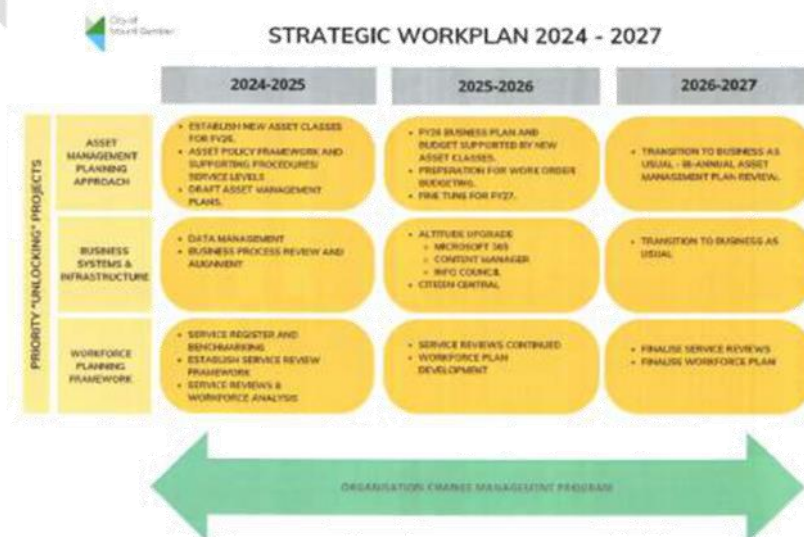 City of
Mount Gambier
STRATEGIC WORKPLAN 2024 - 2027
2024-2025
2025-2026
2026-2027
PRIORITY "UNLOCKING" PROJECTS
ASSET
MANAGEMENT
PLANNING
APPROACH
• ESTABLISH NEW ASSET CLASSES
FOR FY26.
• ASSET POLICY FRAMEWORK AND
SUPPORTING PROCEDURES/
SERVICE LEVELS
• DRAFT ASSET MANAGEMENT
PLANS.
• FY26 BUSINESS PLAN AND
BUDGET SUPPORTED BY NEW
ASSET CLASSES.
• PREPARATION FOR WORK ORDER
BUDGETING.
• FINE TUNE FOR FY27.
• TRANSITION TO BUSINESS AS
USUAL - BI-ANNUAL ASSET
MANAGEMENT PLAN REVIEW.
BUSINESS
SYSTEMS &
INFRASTRUCTURE
• DATA MANAGEMENT
• BUSINESS PROCESS REVIEW AND
ALIGNMENT
• ALTITUDE UPGRADE
○ MICROSOFT 365
○ CONTENT MANAGER
○ INFO COUNCIL
• CITIZEN CENTRAL
• TRANSITION TO BUSINESS AS
USUAL
WORKFORCE
PLANNING
FRAMEWORK
• SERVICE REGISTER AND
BENCHMARKING
• ESTABLISH SERVICE REVIEW
FRAMEWORK
• SERVICE REVIEWS &
WORKFORCE ANALYSIS
• SERVICE REVIEWS CONTINUED
• WORKFORCE PLAN
DEVELOPMENT
• FINALISE SERVICE REVIEWS
• FINALISE WORKFORCE PLAN
ORGANISATION CHANGE MANAGEMENT PROGRAM